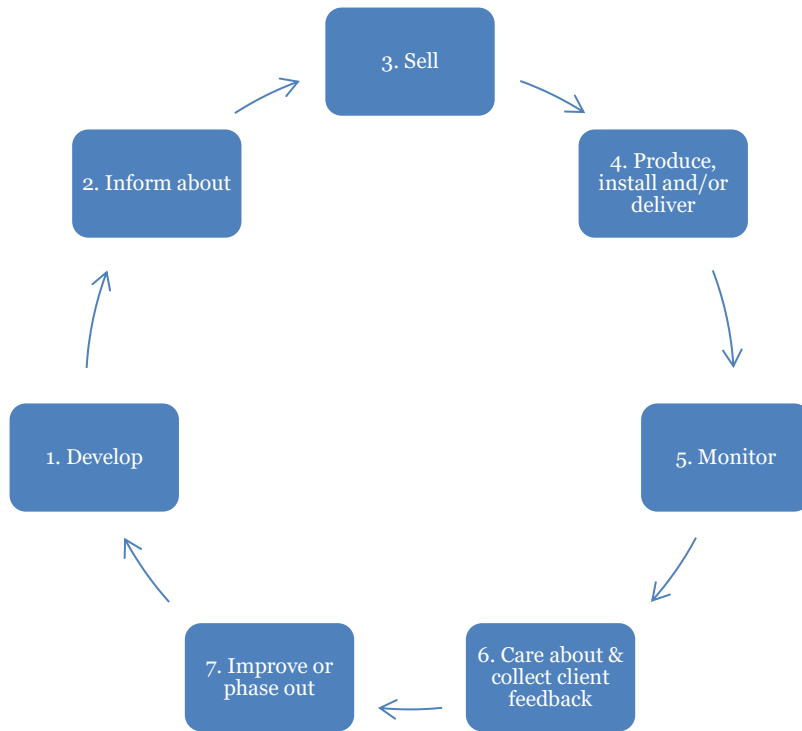 3. Sell
4. Produce,
install and/or
deliver
2. Inform about
1. Develop
5. Monitor
6. Care about &
collect client
feedback
7. Improve or
phase out